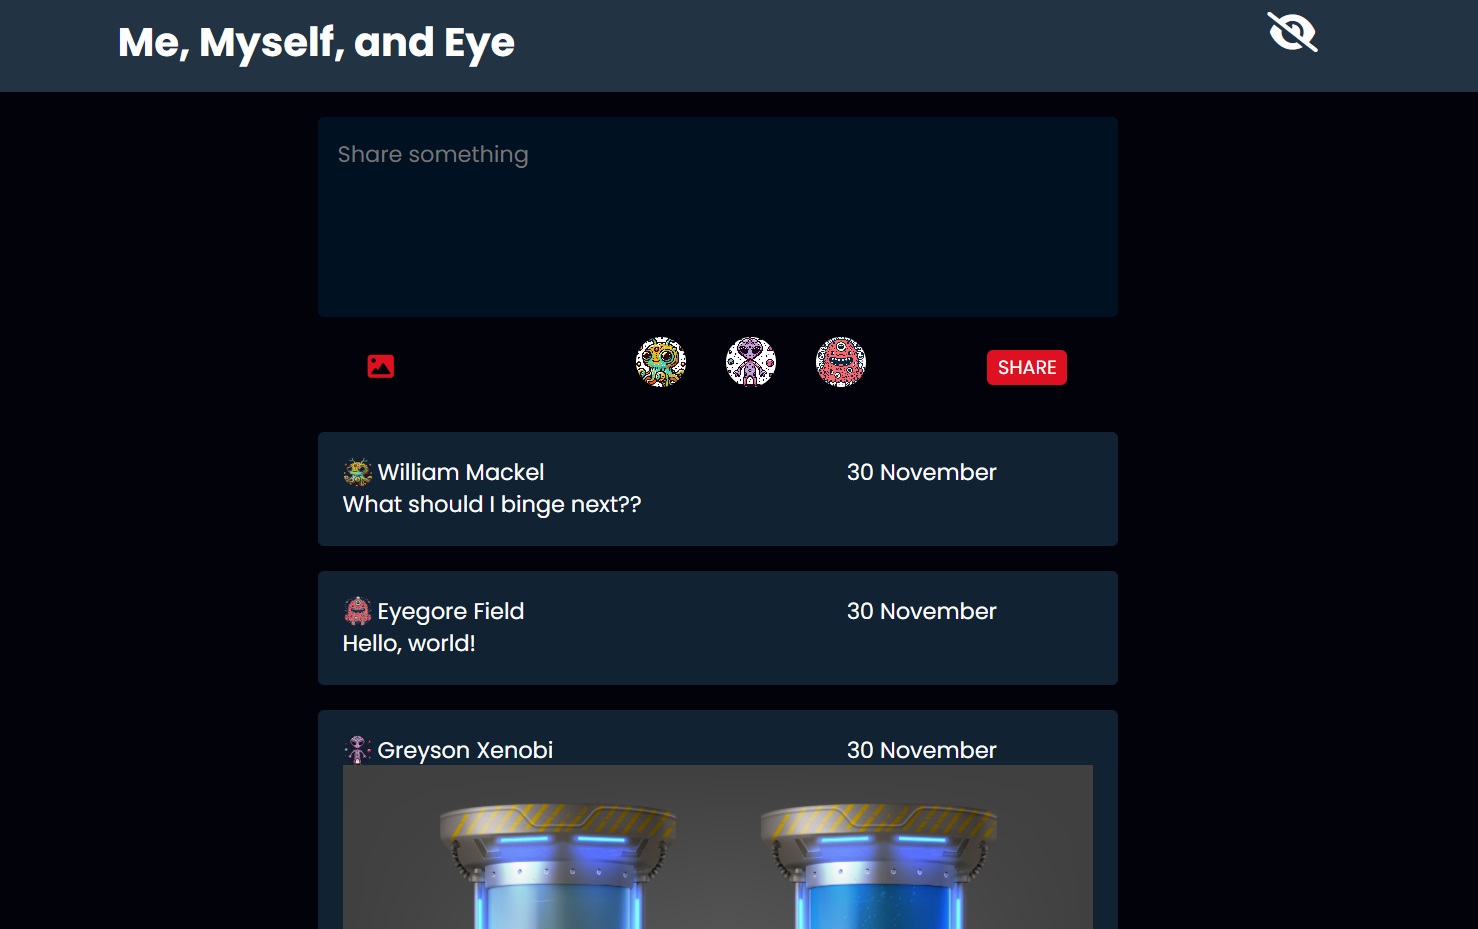 Me, Myself, and Eye
Share something
SHARE
William Mackel 30 November
What should I binge next??
Eyegore Field 30 November
Hello, world!
Greyson Xenobi 30 November